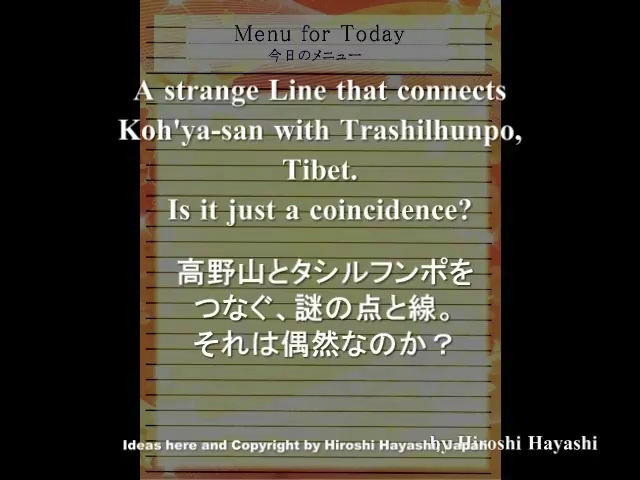 Menu for Today
今日のメニュー
A strange Line that connects
Koh'ya-san with Trashilhunpo,
Tibet.
Is it just a coincidence?
高野山とタシルフンポを
つなぐ、謎の点と線。
それは偶然なのか？
Ideas here and Copyright by Hiroshi Hayashi, Japan
by Hiroshi Hayashi